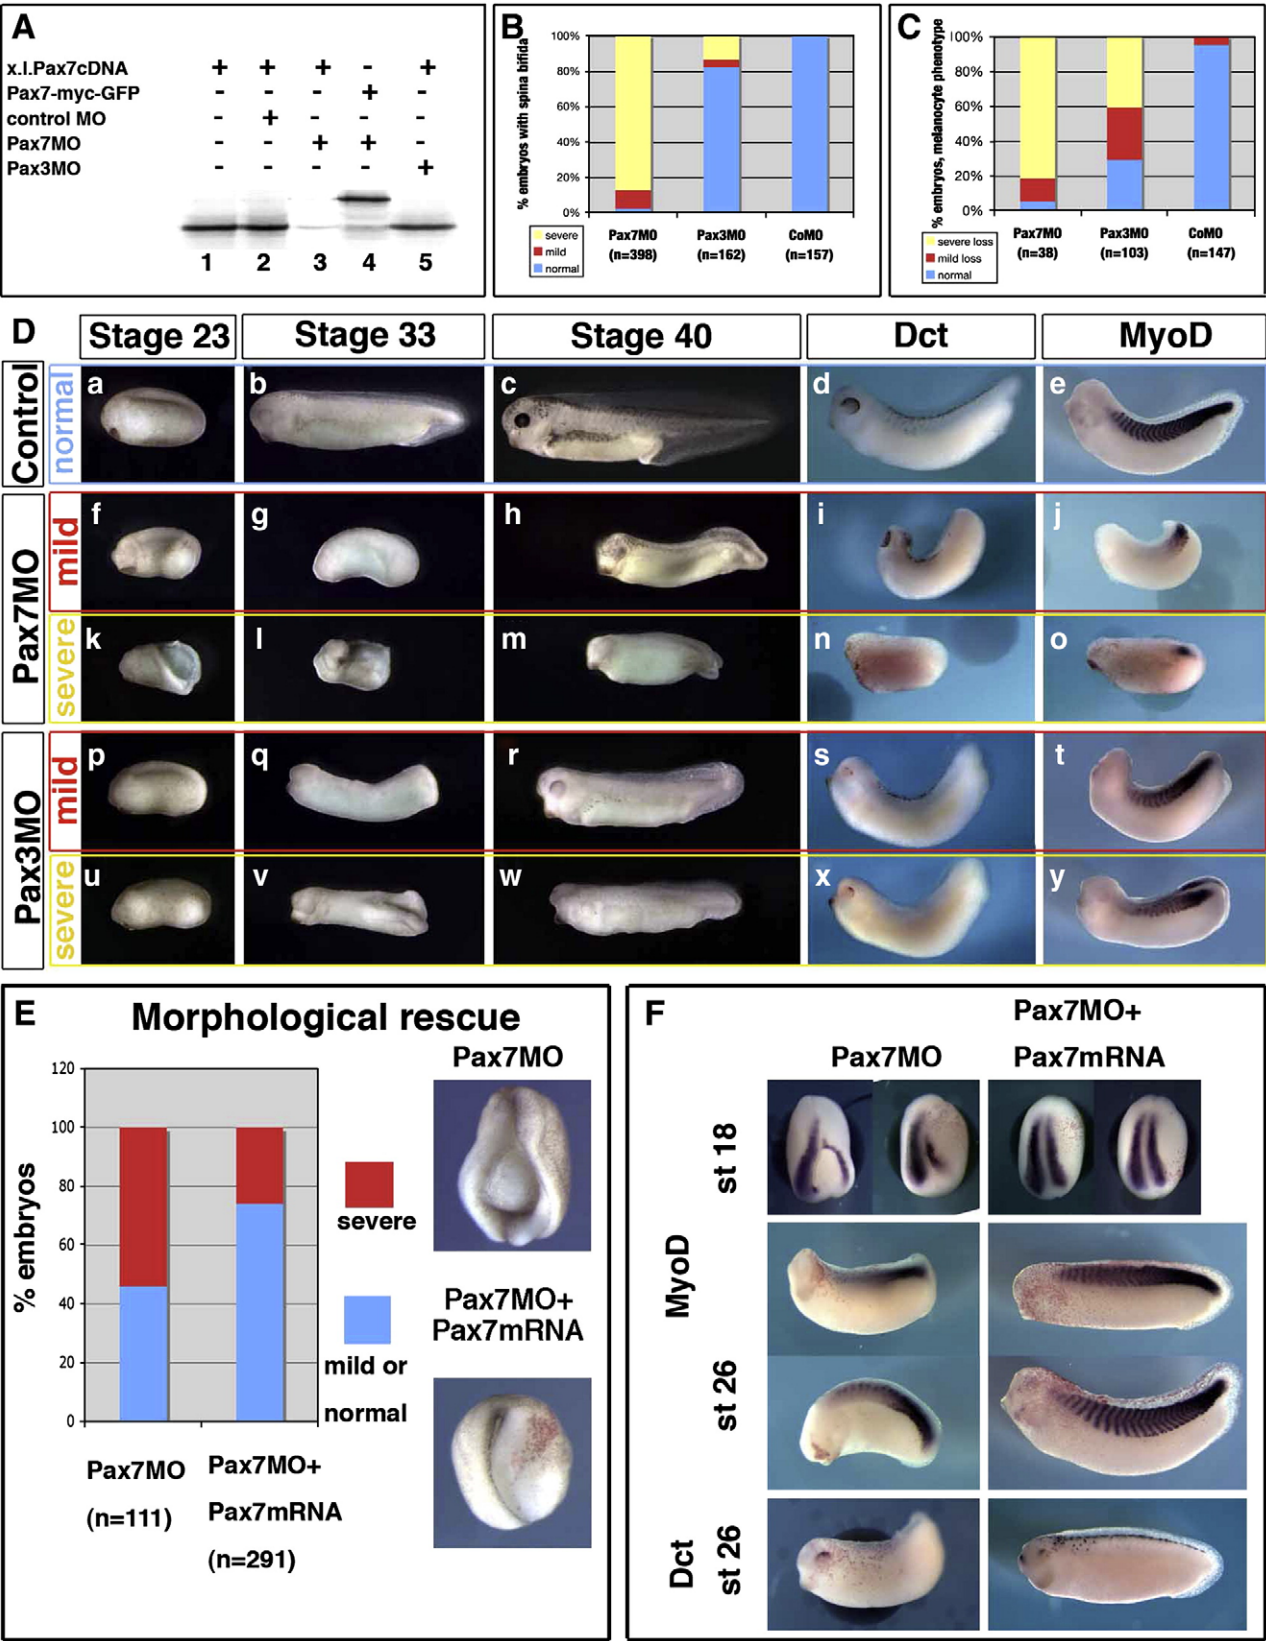 A
x.l.Pax7cDNA + + + - +
Pax7-myc-GFP - - - + -
control MO - + - - -
Pax7MO - - + + -
Pax3MO - - - - +
1 2 3 4 5
B
% embryos with spina bifida
100%
80%
60%
40%
20%
0%
severe
mild
normal
Pax7MO Pax3MO CoMO
(n=398) (n=162) (n=157)
C
% embryos, melanocyte phenotype
100%
80%
60%
40%
20%
0%
severe loss
mild loss
normal
Pax7MO Pax3MO CoMO
(n=38) (n=103) (n=147)
D
Stage 23 Stage 33 Stage 40 Dct MyoD
Control
normal
a b c d e
Pax7MO
mild
f g h i j
severe
k l m n o
Pax3MO
mild
p q r s t
severe
u v w x y
E
Morphological rescue
% embryos
120
100
80
60
40
20
0
Pax7MO
(n=111)
Pax7MO+
Pax7mRNA
(n=291)
severe
mild or
normal
Pax7MO
Pax7MO+
Pax7mRNA
F
Pax7MO
Pax7MO+
Pax7mRNA
st 18
MyoD
st 26
Dct
st 26